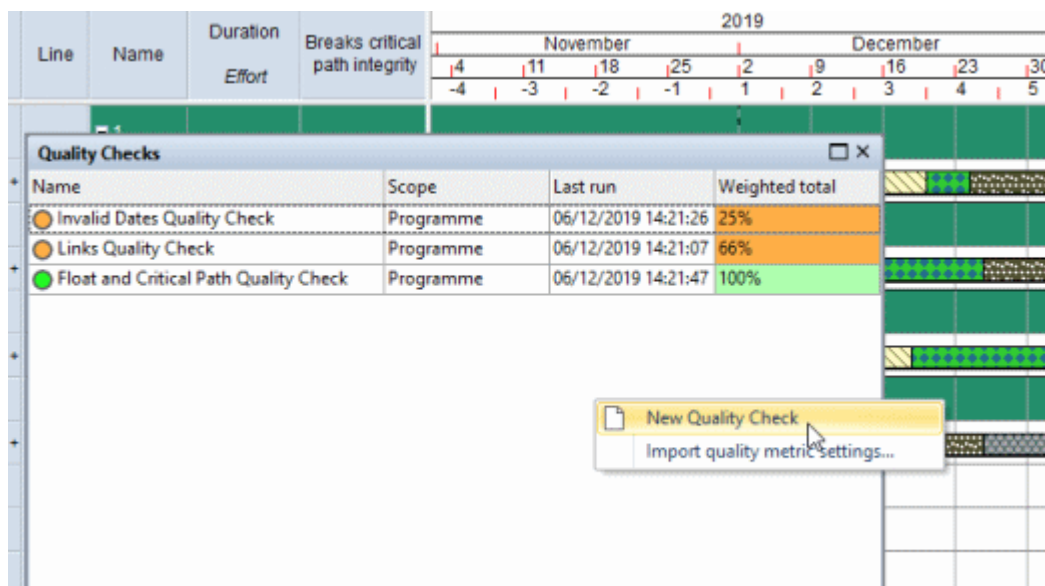 2019
Line Name Duration Effort Breaks critical path integrity
November December
4 11 18 25 2 9 16 23 30
-4 -3 -2 -1 1 2 3 4 5
1
Quality Checks
Name Scope Last run Weighted total
Invalid Dates Quality Check Programme 06/12/2019 14:21:26 25%
Links Quality Check Programme 06/12/2019 14:21:07 66%
Float and Critical Path Quality Check Programme 06/12/2019 14:21:47 100%
New Quality Check
Import quality metric settings...